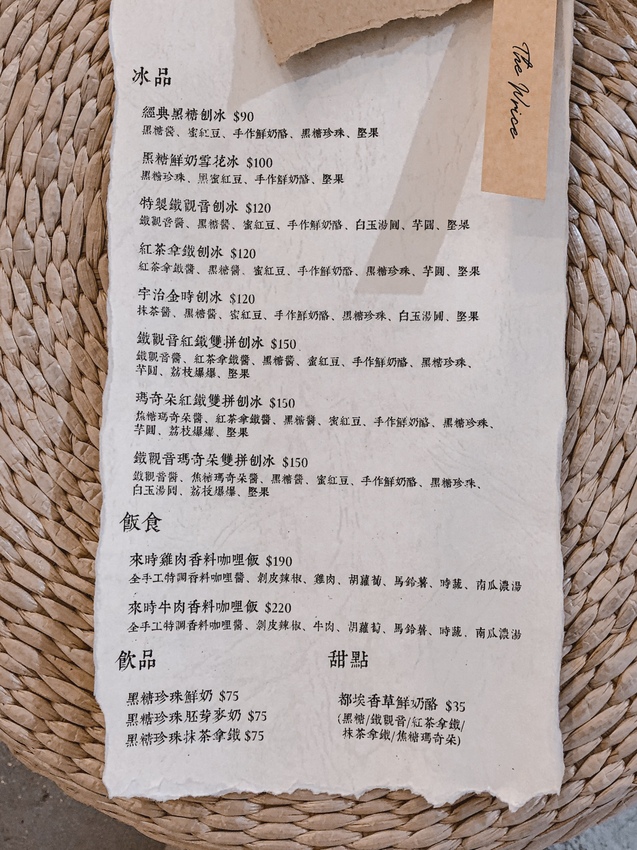 The Wrice
冰品
經典黑糖刨冰 $90
黑糖醬、蜜紅豆、手作鮮奶酪、黑糖珍珠、堅果
黑糖鮮奶雪花冰 $100
黑糖珍珠、黑蜜紅豆、手作鮮奶酪、堅果
特製鐵觀音刨冰 $120
鐵觀音醬、黑糖醬、蜜紅豆、手作鮮奶酪、白玉湯圓、芋圓、堅果
紅茶拿鐵刨冰 $120
紅茶拿鐵醬、黑糖醬、蜜紅豆、手作鮮奶酪、黑糖珍珠、芋圓、堅果
宇治金時刨冰 $120
抹茶醬、黑糖醬、蜜紅豆、手作鮮奶酪、黑糖珍珠、白玉湯圓、堅果
鐵觀音紅鐵雙拼刨冰 $150
鐵觀音醬、紅茶拿鐵醬、黑糖醬、蜜紅豆、手作鮮奶酪、黑糖珍珠、
芋圓、荔枝爆爆、堅果
瑪奇朵紅鐵雙拼刨冰 $150
焦糖瑪奇朵醬、紅茶拿鐵醬、黑糖醬、蜜紅豆、手作鮮奶酪、黑糖珍珠、
芋圓、荔枝爆爆、堅果
鐵觀音瑪奇朵雙拼刨冰 $150
鐵觀音醬、焦糖瑪奇朵醬、黑糖醬、蜜紅豆、手作鮮奶酪、黑糖珍珠、
白玉湯圓、荔枝爆爆、堅果
飯食
來時雞肉香料咖哩飯 $190
全手工特調香料咖哩醬、剝皮辣椒、雞肉、胡蘿蔔、馬鈴薯、時蔬、南瓜濃湯
來時牛肉香料咖哩飯 $220
全手工特調香料咖哩醬、剝皮辣椒、牛肉、胡蘿蔔、馬鈴薯、時蔬、南瓜濃湯
飲品
黑糖珍珠鮮奶 $75
黑糖珍珠胚芽麥奶 $75
黑糖珍珠抹茶拿鐵 $75
甜點
都埃香草鮮奶酪 $35
(黑糖/鐵觀音/紅茶拿鐵/
抹茶拿鐵/焦糖瑪奇朵)